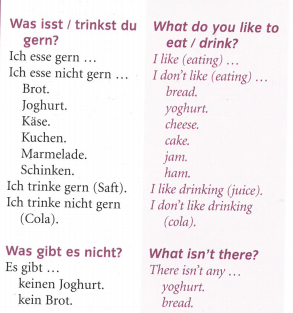 Was isst / trinkst du
gern?
Ich esse gern …
Ich esse nicht gern …
Brot.
Joghurt.
Käse.
Kuchen.
Marmelade.
Schinken.
Ich trinke gern (Saft).
Ich trinke nicht gern
(Cola).
Was gibt es nicht?
Es gibt …
keinen Joghurt.
kein Brot.
What do you like to
eat / drink?
I like (eating) …
I don't like (eating) …
bread.
yoghurt.
cheese.
cake.
jam.
ham.
I like drinking (juice).
I don't like drinking
(cola).
What isn't there?
There isn't any …
yoghurt.
bread.